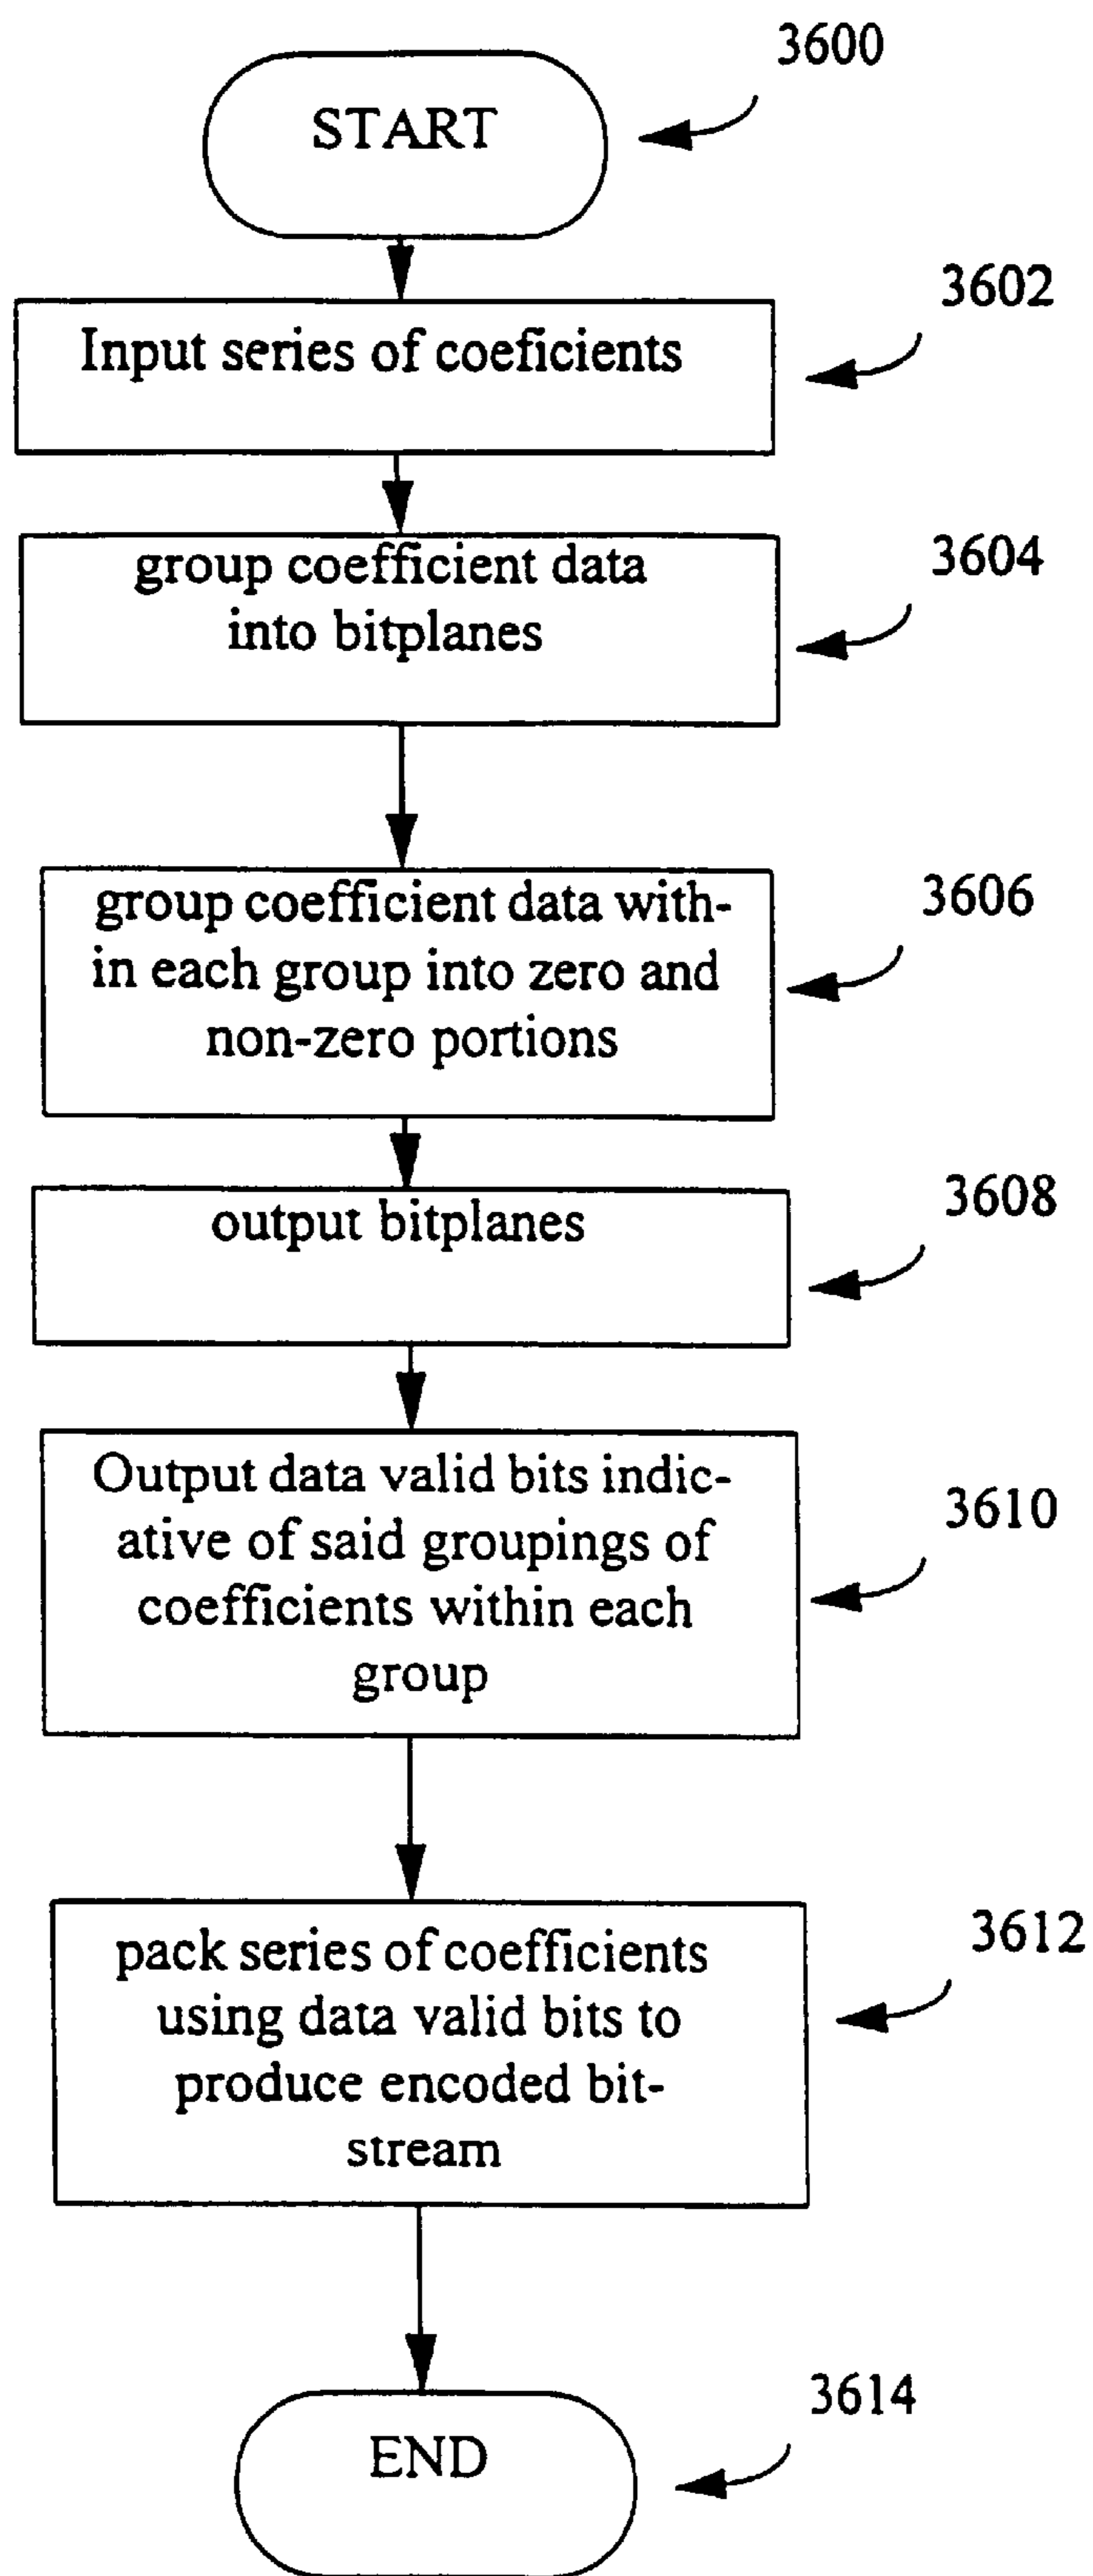 3600
START
3602
Input series of coeficients
3604
group coefficient data
into bitplanes
3606
group coefficient data with-
in each group into zero and
non-zero portions
3608
output bitplanes
3610
Output data valid bits indic-
ative of said groupings of
coefficients within each
group
3612
pack series of coefficients
using data valid bits to
produce encoded bit-
stream
3614
END